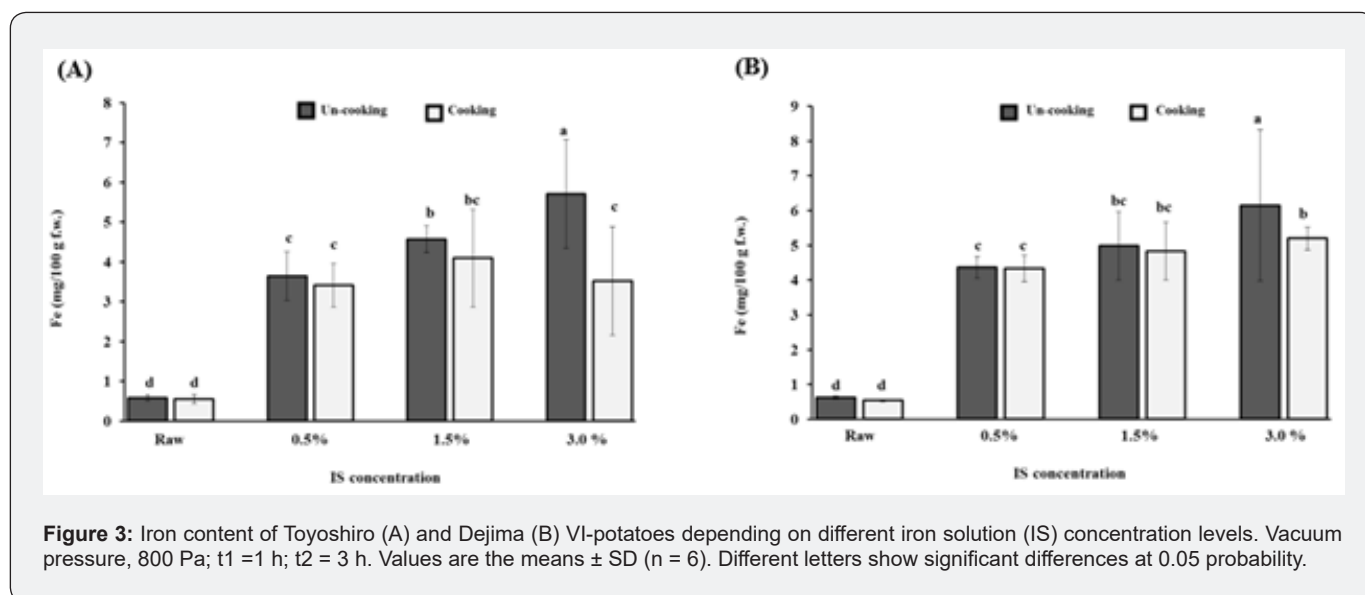 (A)
Un-cooking Cooking
Fe (mg/100 g f.w.)
8
7
6
5
4
3
2
1
0
d d c c b bc a c
Raw 0.5% 1.5% 3.0 %
IS concentration
(B)
Un-cooking Cooking
Fe (mg/100 g f.w.)
9
8
7
6
5
4
3
2
1
0
d d c c bc bc a b
Raw 0.5% 1.5% 3.0 %
IS concentration
Figure 3: Iron content of Toyoshiro (A) and Dejima (B) VI-potatoes depending on different iron solution (IS) concentration levels. Vacuum
pressure, 800 Pa; t1 =1 h; t2 = 3 h. Values are the means ± SD (n = 6). Different letters show significant differences at 0.05 probability.